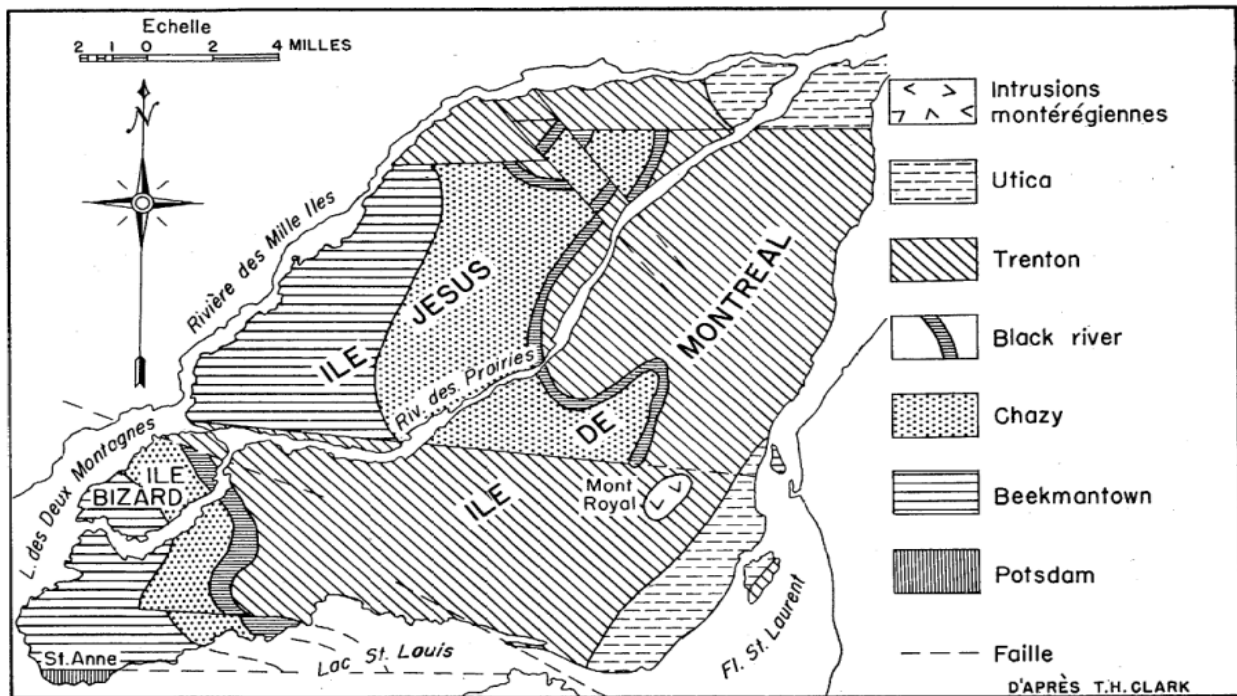 Echelle
2 1 0 2 4 MILLES
N
Rivière des Mille Iles
L. des Deux Montagnes
ILE JESUS
Riv. des Prairies
ILE DE MONTREAL
ILE
BIZARD
Mont
Royal
St. Anne
Lac St. Louis
Fl. St. Laurent
Intrusions
montérégiennes
Utica
Trenton
Black river
Chazy
Beekmantown
Potsdam
Faille
D'APRÈS T.H. CLARK